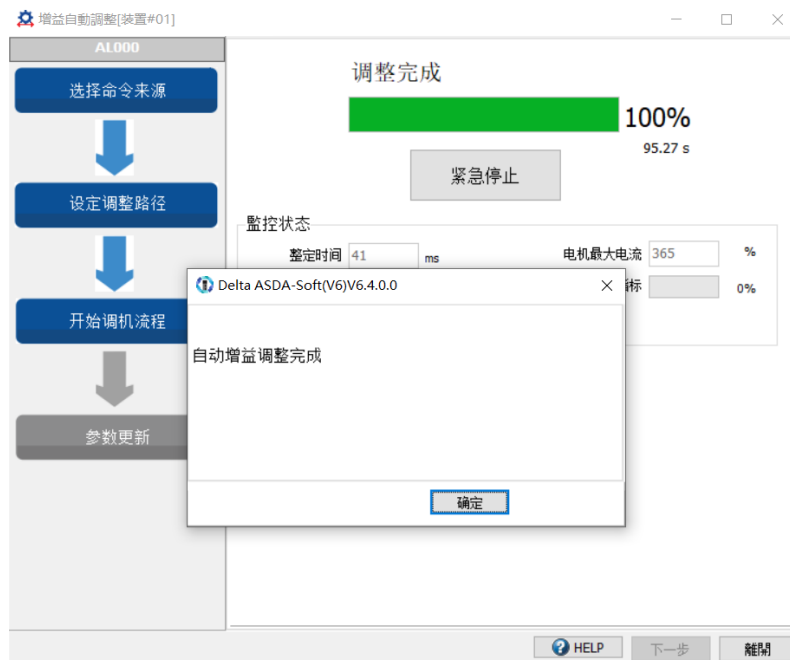 增益自動調整[装置#01]
AL000
选择命令来源
设定调整路径
开始调机流程
参数更新
调整完成
100%
95.27 s
紧急停止
監控状态
整定时间 41 ms
电机最大电流 365 %
标 0%
Delta ASDA-Soft(V6)V6.4.0.0
自动增益调整完成
确定
HELP
下一步
離開